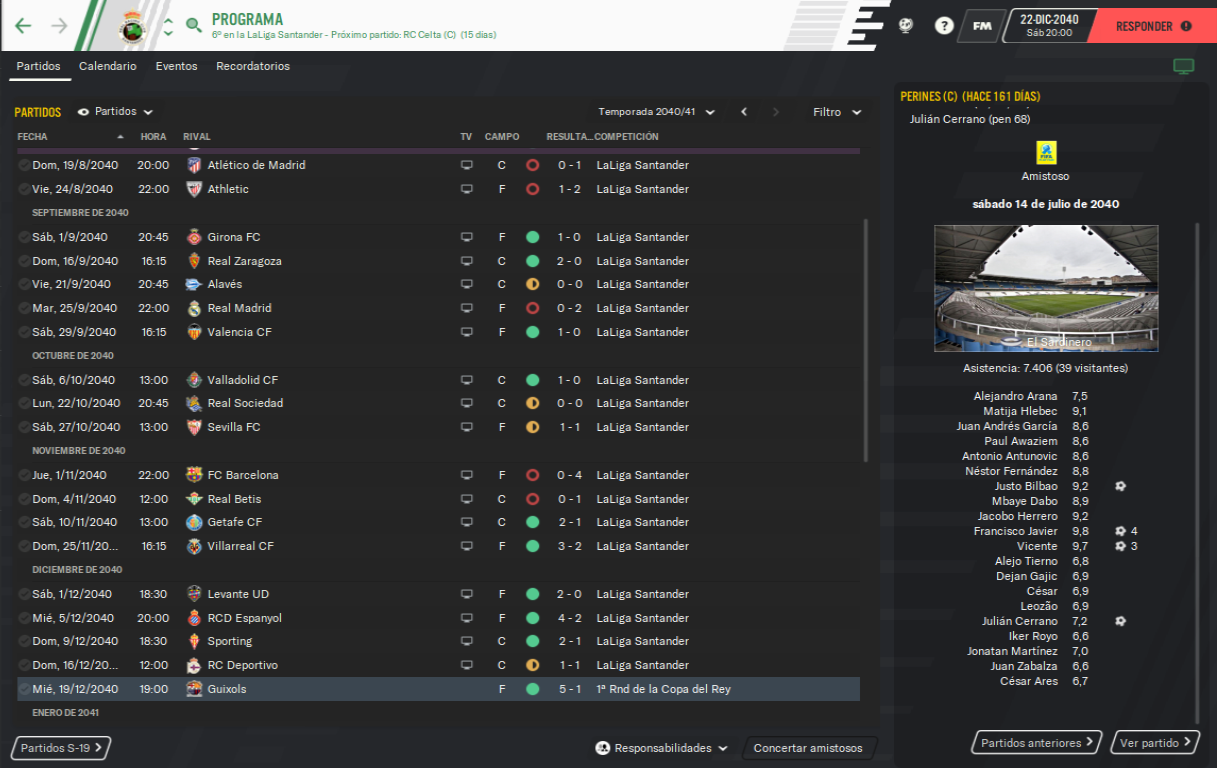 PROGRAMA
6º en la LaLiga Santander - Próximo partido: RC Celta (C) (15 días)
?
FM
22-DIC-2040
Sáb 20:00
RESPONDER
Partidos Calendario Eventos Recordatorios
PARTIDOS Partidos Temporada 2040/41 Filtro
FECHA HORA RIVAL TV CAMPO RESULTA... COMPETICIÓN
Dom, 19/8/2040 20:00 Atlético de Madrid C 0 - 1 LaLiga Santander
Vie, 24/8/2040 22:00 Athletic F 1 - 2 LaLiga Santander
SEPTIEMBRE DE 2040
Sáb, 1/9/2040 20:45 Girona FC F 1 - 0 LaLiga Santander
Dom, 16/9/2040 16:15 Real Zaragoza C 2 - 0 LaLiga Santander
Vie, 21/9/2040 20:45 Alavés C 0 - 0 LaLiga Santander
Mar, 25/9/2040 22:00 Real Madrid F 0 - 2 LaLiga Santander
Sáb, 29/9/2040 16:15 Valencia CF F 1 - 0 LaLiga Santander
OCTUBRE DE 2040
Sáb, 6/10/2040 13:00 Valladolid CF C 1 - 0 LaLiga Santander
Lun, 22/10/2040 20:45 Real Sociedad C 0 - 0 LaLiga Santander
Sáb, 27/10/2040 13:00 Sevilla FC F 1 - 1 LaLiga Santander
NOVIEMBRE DE 2040
Jue, 1/11/2040 22:00 FC Barcelona F 0 - 4 LaLiga Santander
Dom, 4/11/2040 12:00 Real Betis C 0 - 1 LaLiga Santander
Sáb, 10/11/2040 13:00 Getafe CF C 2 - 1 LaLiga Santander
Dom, 25/11/20... 16:15 Villarreal CF F 3 - 2 LaLiga Santander
DICIEMBRE DE 2040
Sáb, 1/12/2040 18:30 Levante UD F 2 - 0 LaLiga Santander
Mié, 5/12/2040 20:00 RCD Espanyol F 4 - 2 LaLiga Santander
Dom, 9/12/2040 18:30 Sporting C 2 - 1 LaLiga Santander
Dom, 16/12/20... 12:00 RC Deportivo C 1 - 1 LaLiga Santander
Mié, 19/12/2040 19:00 Guixols F 5 - 1 1ª Rnd de la Copa del Rey
ENERO DE 2041
Partidos S-19 Responsabilidades Concertar amistosos
PERINES (C) (HACE 161 DÍAS)
Julián Cerrano (pen 68)
Amistoso
sábado 14 de julio de 2040
El Sardinero
Asistencia: 7.406 (39 visitantes)
Alejandro Arana 7,5
Matija Hlebec 9,1
Juan Andrés García 8,6
Paul Awaziem 8,6
Antonio Antunovic 8,6
Néstor Fernández 8,8
Justo Bilbao 9,2
Mbaye Dabo 8,9
Jacobo Herrero 9,2
Francisco Javier 9,8 4
Vicente 9,7 3
Alejo Tierno 6,8
Dejan Gajic 6,9
César 6,9
Leozão 6,9
Julián Cerrano 7,2
Iker Royo 6,6
Jonatan Martínez 7,0
Juan Zabalza 6,6
César Ares 6,7
Partidos anteriores Ver partido